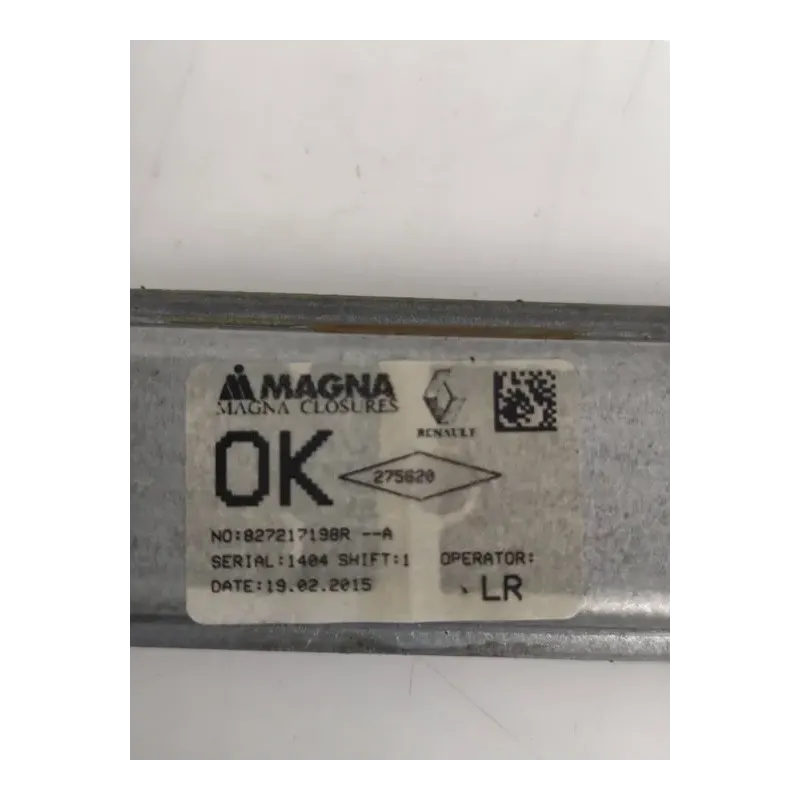 MAGNA
MAGNA CLOSURES
RENAULT
OK
275620
NO:827217198R --A
SERIAL:1404 SHIFT:1 OPERATOR:
DATE:19.02.2015 LR